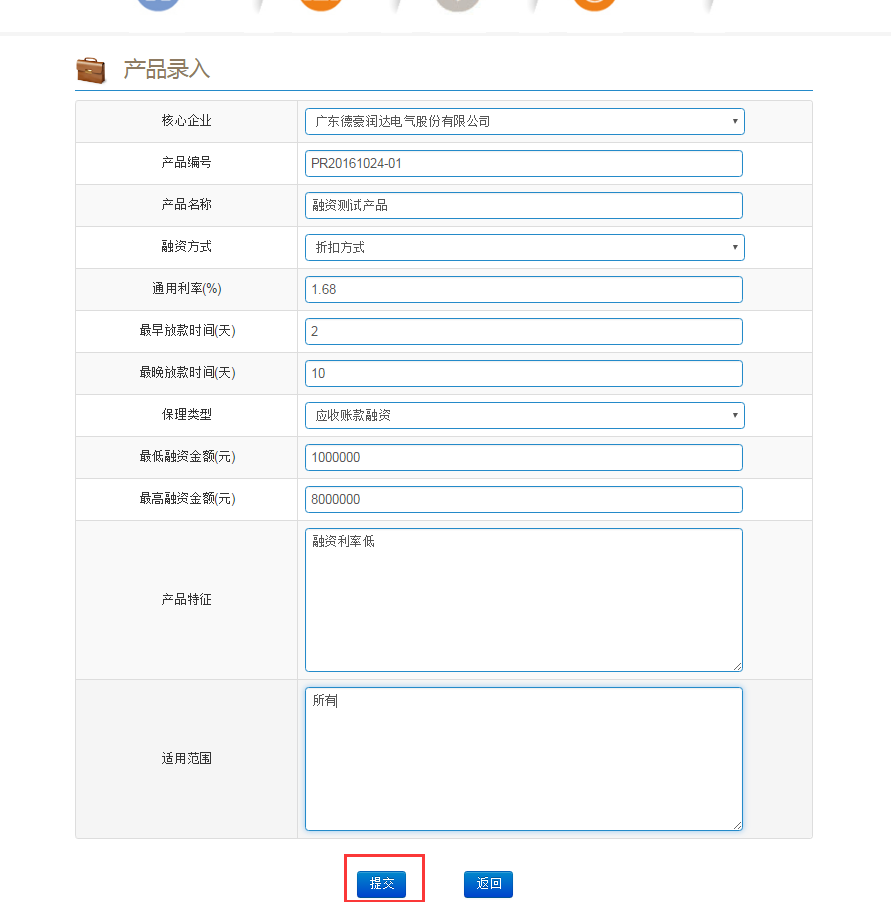 产品录入
核心企业
广东德豪润达电气股份有限公司
产品编号
PR20161024-01
产品名称
融资测试产品
融资方式
折扣方式
通用利率(%)
1.68
最早放款时间(天)
2
最晚放款时间(天)
10
保理类型
应收账款融资
最低融资金额(元)
1000000
最高融资金额(元)
8000000
产品特征
融资利率低
适用范围
所有
提交
返回